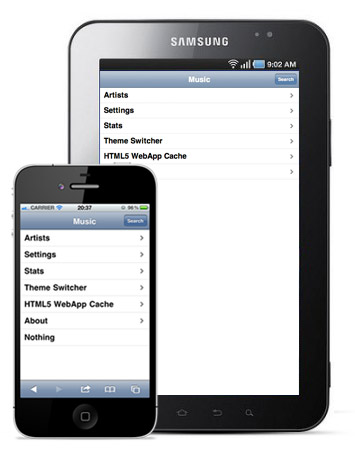 SAMSUNG
9:02 AM
Music
Search
Artists
Settings
Stats
Theme Switcher
HTML5 WebApp Cache
CARRIER 20:37 96%
Music
Search
Artists
Settings
Stats
Theme Switcher
HTML5 WebApp Cache
About
Nothing